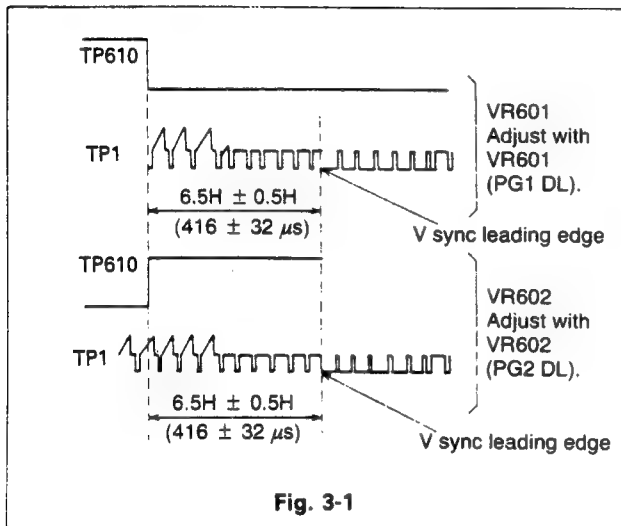 TP610
TP1
6.5H ± 0.5H
(416 ± 32 μs)
VR601
Adjust with
VR601
(PG1 DL).
V sync leading edge
TP610
TP1
6.5H ± 0.5H
(416 ± 32 μs)
VR602
Adjust with
VR602
(PG2 DL).
V sync leading edge
Fig. 3-1